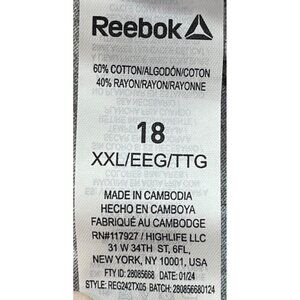 Reebok
60% COTTON/ALGODÓN/COTON
40% RAYON/RAYON/RAYONNE
18
XXL/EEG/TTG
MADE IN CAMBODIA
HECHO EN CAMBOYA
FABRIQUÉ AU CAMBODGE
RN#117927 / HIGHLIFE LLC
31 W 34TH ST, 6FL,
NEW YORK, NY 10001, USA
FTY ID: 28085668 DATE: 01/24
STYLE: REG242TX05 BATCH: 280856680124